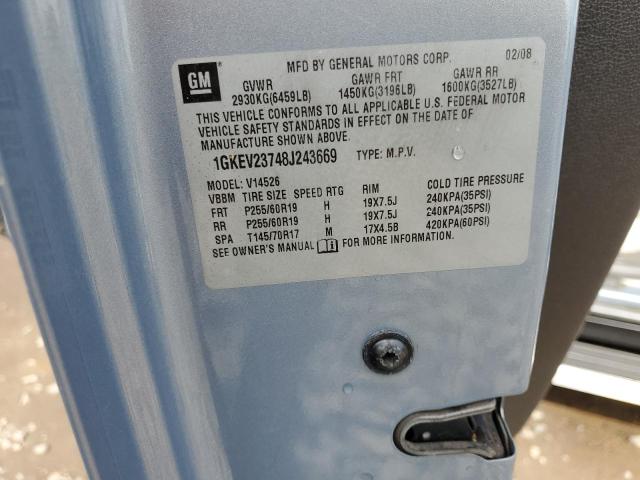 GM
MFD BY GENERAL MOTORS CORP. 02/08
GVWR GAWR FRT GAWR RR
2930KG(6459LB) 1450KG(3196LB) 1600KG(3527LB)
THIS VEHICLE CONFORMS TO ALL APPLICABLE U.S. FEDERAL MOTOR
VEHICLE SAFETY STANDARDS IN EFFECT ON THE DATE OF
MANUFACTURE SHOWN ABOVE.
1GKEV23748J243669 TYPE: M.P.V.
MODEL: V14526
VBBM TIRE SIZE SPEED RTG RIM COLD TIRE PRESSURE
FRT P255/60R19 H 19X7.5J 240KPA(35PSI)
RR P255/60R19 H 19X7.5J 240KPA(35PSI)
SPA T145/70R17 M 17X4.5B 420KPA(60PSI)
SEE OWNER'S MANUAL FOR MORE INFORMATION.